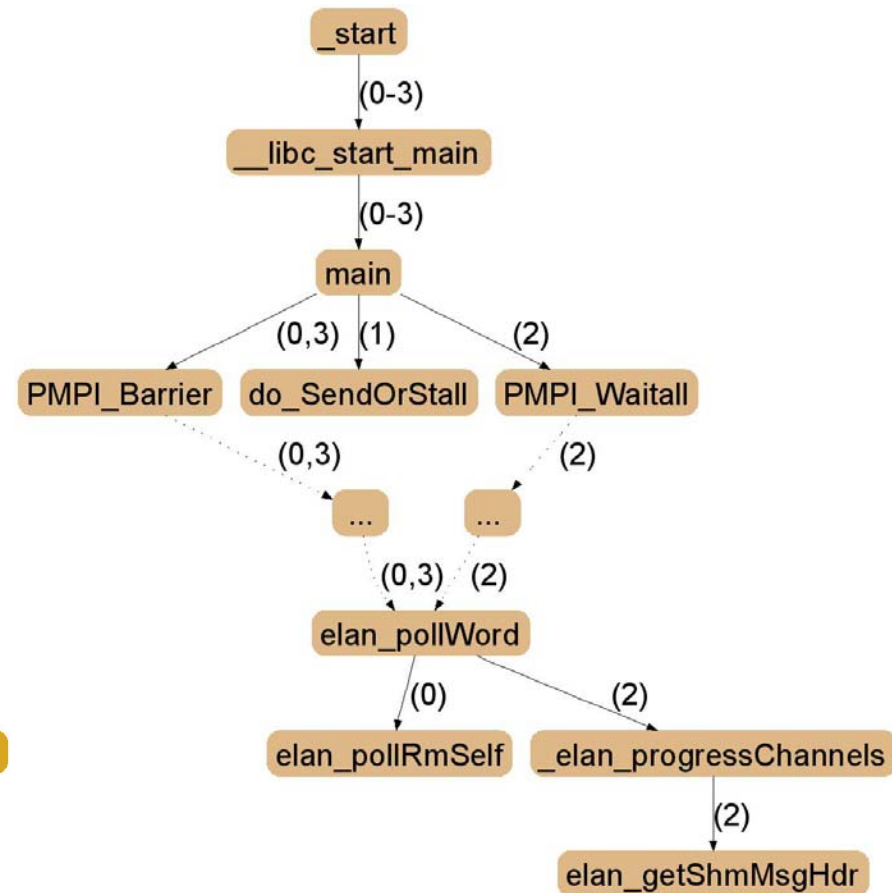 _start
(0-3)
__libc_start_main
(0-3)
main
(0,3) (1) (2)
PMPI_Barrier do_SendOrStall PMPI_Waitall
(0,3) (2)
... ...
(0,3) (2)
elan_pollWord
(0) (2)
elan_pollRmSelf _elan_progressChannels
(2)
elan_getShmMsgHdr